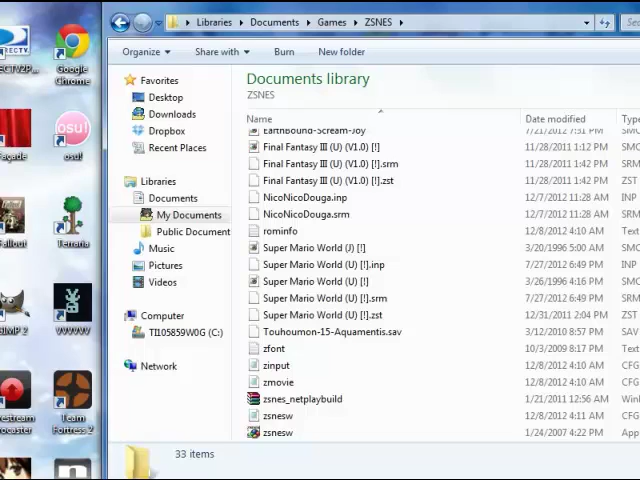 Libraries ▸ Documents ▸ Games ▸ ZSNES ▸
Organize Share with Burn New folder
Documents library
ZSNES
Name Date modified
Earthbound-Scream-Joy 7/21/2012 7:51 PM SMC
Final Fantasy III (U) (V1.0) [!] 11/28/2011 1:12 PM SMC
Final Fantasy III (U) (V1.0) [!].srm 11/28/2011 1:42 PM SRM
Final Fantasy III (U) (V1.0) [!].zst 11/28/2011 1:42 PM ZST
NicoNicoDouga.inp 12/7/2012 11:28 AM INP
NicoNicoDouga.srm 12/7/2012 11:28 AM SRM
rominfo 12/8/2012 4:10 AM Text
Super Mario World (J) [!] 3/20/1996 5:00 AM SMC
Super Mario World (U) [!].inp 7/27/2012 6:49 PM INP
Super Mario World (U) [!] 3/26/1996 4:16 PM SMC
Super Mario World (U) [!].srm 7/27/2012 6:49 PM SRM
Super Mario World (U) [!].zst 12/31/2011 2:04 PM ZST
Touhoumon-15-Aquamentis.sav 3/12/2010 8:57 PM SAV
zfont 10/3/2009 8:17 PM Text
zinput 12/8/2012 4:10 AM CFG
zmovie 12/8/2012 4:10 AM CFG
zsnes_netplaybuild 1/21/2011 12:56 AM
zsnesw 12/8/2012 4:11 AM CFG
zsnesw 1/24/2007 4:22 PM App
33 items
Favorites
Desktop
Downloads
Dropbox
Recent Places
Libraries
Documents
My Documents
Public Document
Music
Pictures
Videos
Computer
TI105859W0G (C:)
Network
Google
Chrome
Façade
osu!
osu!
Fallout
Terraria
GIMP 2
VVVVVV
Team
Fortress 2